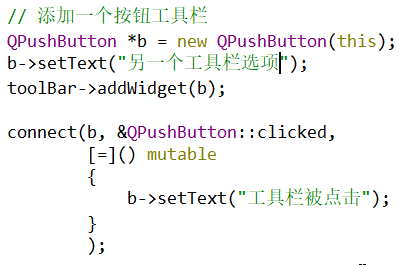 // 添加一个按钮工具栏
QPushButton *b = new QPushButton(this);
b->setText("另一个工具栏选项");
toolBar->addWidget(b);
connect(b, &QPushButton::clicked,
[=]() mutable
{
b->setText("工具栏被点击");
}
);
--